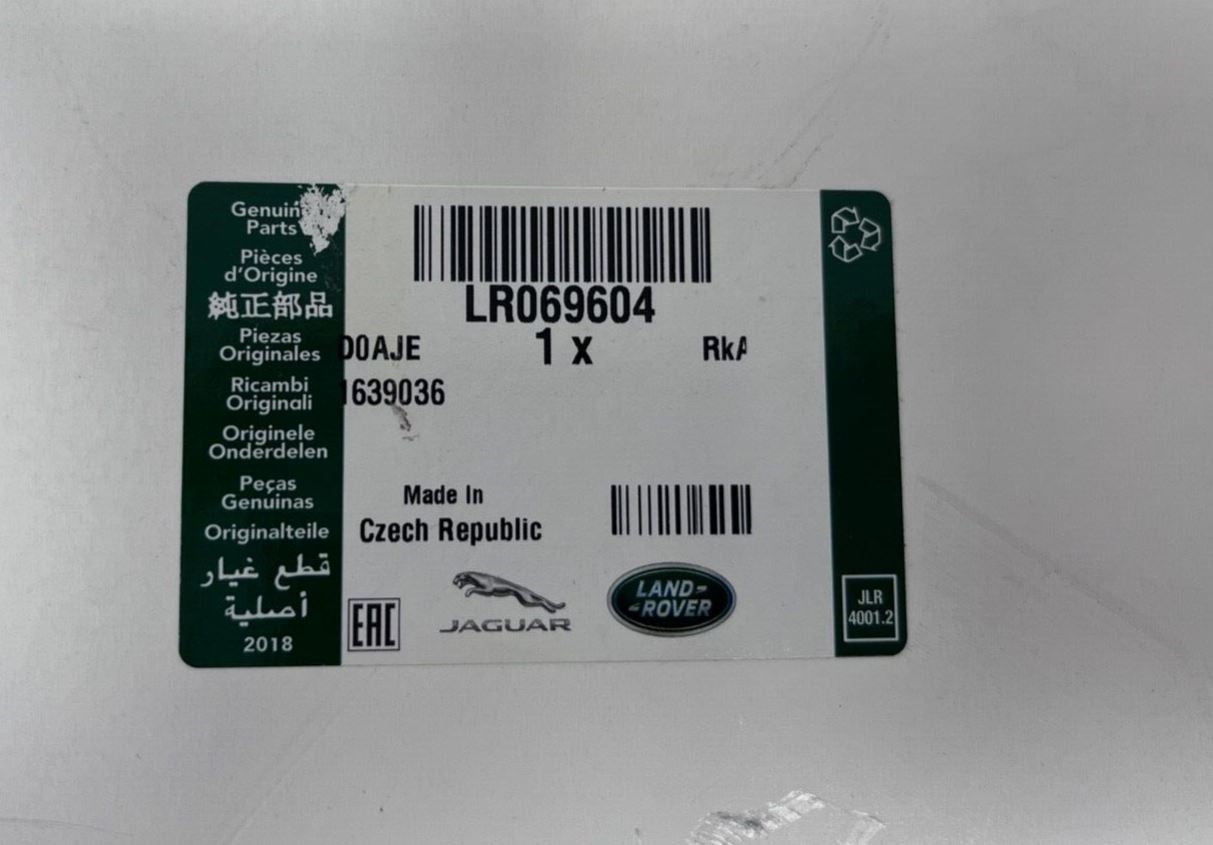 Genuin
Parts
Pièces
d'Origine
純正部品
Piezas
Originales
Ricambi
Originali
Originele
Onderdelen
Peças
Genuinas
Originalteile
قطع غيار
أصلية
2018
LR069604
D0AJE 1 x RkA
1639036
Made In
Czech Republic
EAC
JAGUAR
LAND-
-ROVER
JLR
4001.2